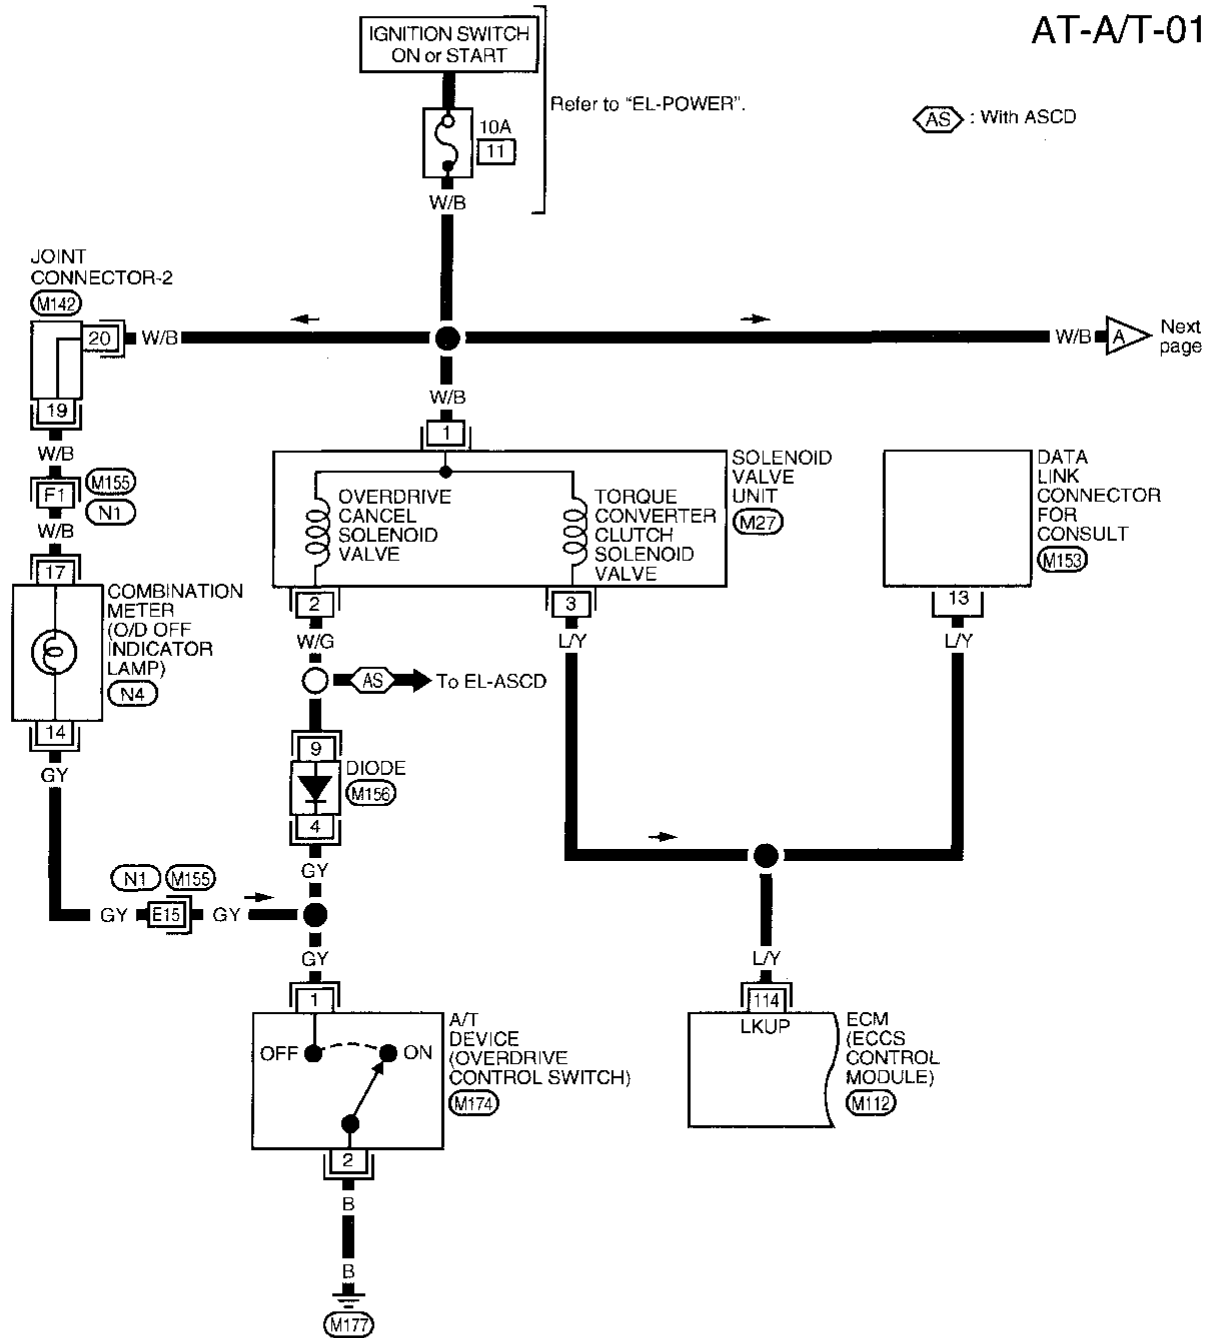 AT-A/T-01
IGNITION SWITCH
ON or START
Refer to "EL-POWER".
AS : With ASCD
10A
11
W/B
JOINT
CONNECTOR-2
M142
20
W/B
W/B
A
Next
page
W/B
19
1
W/B
F1
M155
N1
W/B
17
COMBINATION
METER
(O/D OFF
INDICATOR
LAMP)
N4
14
GY
OVERDRIVE
CANCEL
SOLENOID
VALVE
TORQUE
CONVERTER
CLUTCH
SOLENOID
VALVE
SOLENOID
VALVE
UNIT
M27
DATA
LINK
CONNECTOR
FOR
CONSULT
M153
2
3
13
W/G
L/Y
L/Y
AS
To EL-ASCD
9
DIODE
M156
4
GY
N1
M155
GY
E15
GY
GY
L/Y
1
114
LKUP
OFF
ON
A/T
DEVICE
(OVERDRIVE
CONTROL SWITCH)
M174
ECM
(ECCS
CONTROL
MODULE)
M112
2
B
B
M177